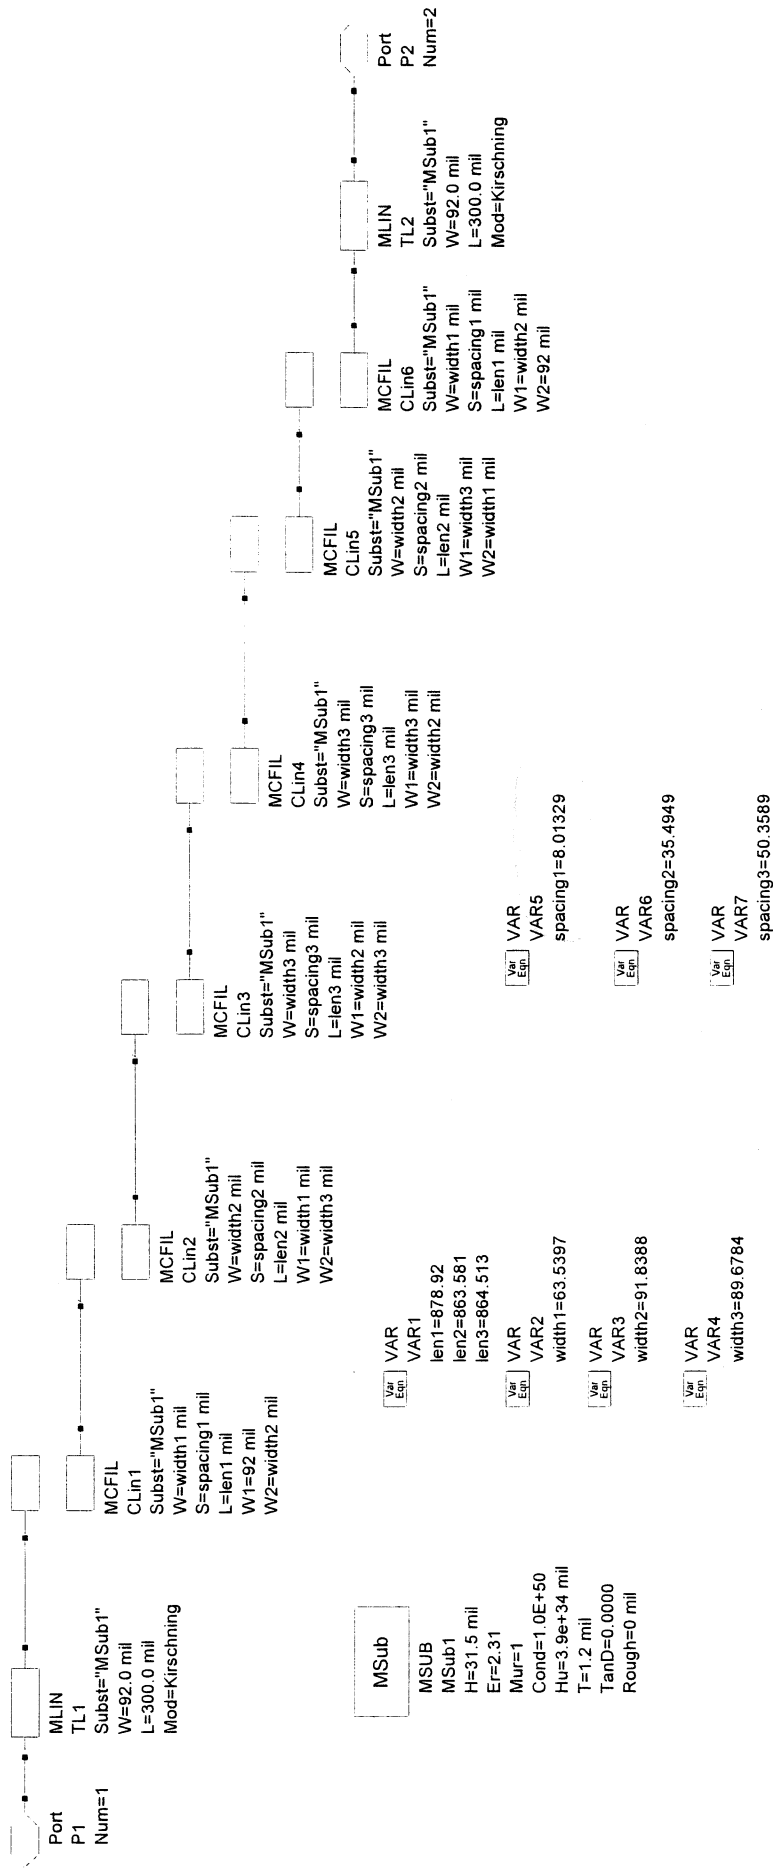 Port
P1
Num=1
MLIN
TL1
Subst="MSub1"
W=92.0 mil
L=300.0 mil
Mod=Kirschning
MCFIL
CLin1
Subst="MSub1"
W=width1 mil
S=spacing1 mil
L=len1 mil
W1=92 mil
W2=width2 mil
MCFIL
CLin2
Subst="MSub1"
W=width2 mil
S=spacing2 mil
L=len2 mil
W1=width1 mil
W2=width3 mil
MCFIL
CLin3
Subst="MSub1"
W=width3 mil
S=spacing3 mil
L=len3 mil
W1=width2 mil
W2=width3 mil
MCFIL
CLin4
Subst="MSub1"
W=width3 mil
S=spacing3 mil
L=len3 mil
W1=width3 mil
W2=width2 mil
MCFIL
CLin5
Subst="MSub1"
W=width2 mil
S=spacing2 mil
L=len2 mil
W1=width3 mil
W2=width1 mil
MCFIL
CLin6
Subst="MSub1"
W=width1 mil
S=spacing1 mil
L=len1 mil
W1=width2 mil
W2=92 mil
MLIN
TL2
Subst="MSub1"
W=92.0 mil
L=300.0 mil
Mod=Kirschning
Port
P2
Num=2
MSub
MSUB
MSub1
H=31.5 mil
Er=2.31
Mur=1
Cond=1.0E+50
Hu=3.9e+34 mil
T=1.2 mil
TanD=0.0000
Rough=0 mil
Var
Eqn
VAR
VAR1
len1=878.92
len2=863.581
len3=864.513
Var
Eqn
VAR
VAR2
width1=63.5397
Var
Eqn
VAR
VAR3
width2=91.8388
Var
Eqn
VAR
VAR4
width3=89.6784
Var
Eqn
VAR
VAR5
spacing1=8.01329
Var
Eqn
VAR
VAR6
spacing2=35.4949
Var
Eqn
VAR
VAR7
spacing3=50.3589